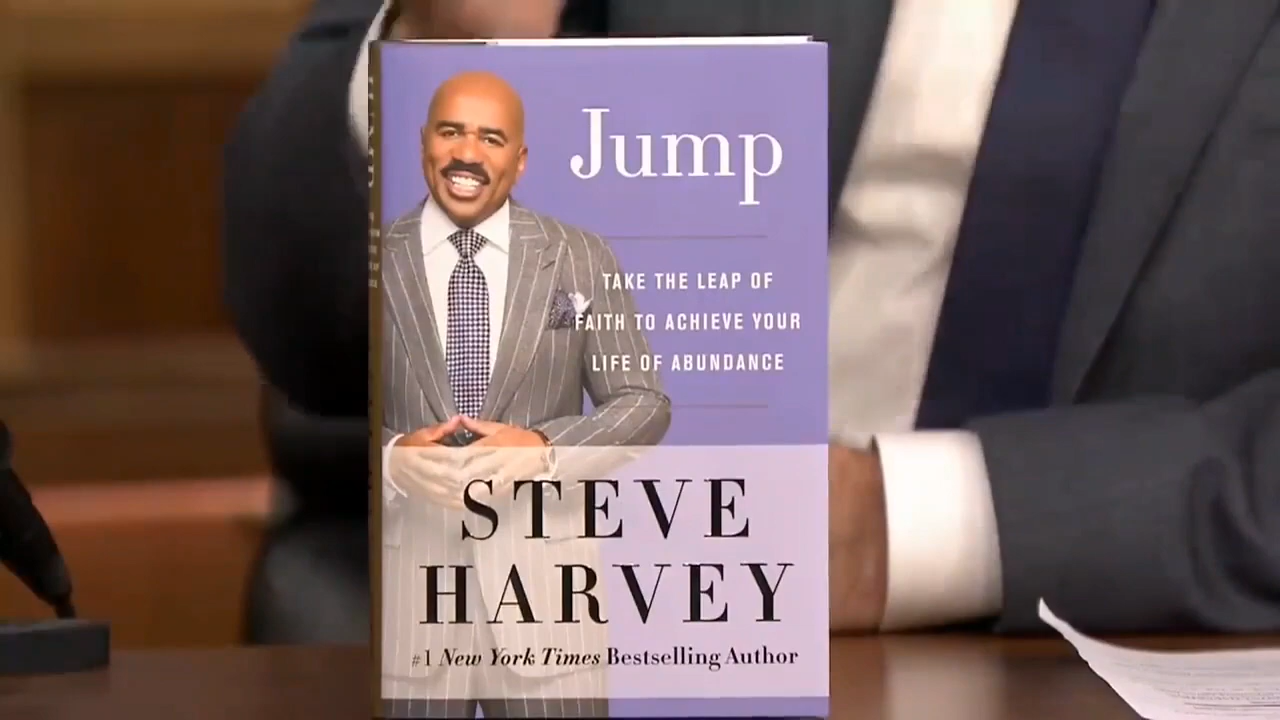 Jump
TAKE THE LEAP OF
FAITH TO ACHIEVE YOUR
LIFE OF ABUNDANCE
STEVE
HARVEY
#1 New York Times Bestselling Author